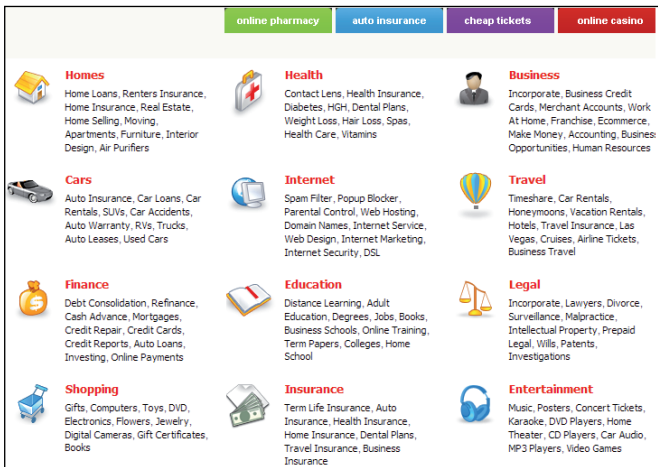 online pharmacy
auto insurance
cheap tickets
online casino
Homes
Home Loans, Renters Insurance,
Home Insurance, Real Estate,
Home Selling, Moving,
Apartments, Furniture, Interior
Design, Air Purifiers
Health
Contact Lens, Health Insurance,
Diabetes, HGH, Dental Plans,
Weight Loss, Hair Loss, Spas,
Health Care, Vitamins
Business
Incorporate, Business Credit
Cards, Merchant Accounts, Work
At Home, Franchise, Ecommerce,
Make Money, Accounting, Business
Opportunities, Human Resources
Cars
Auto Insurance, Car Loans, Car
Rentals, SUVs, Car Accidents,
Auto Warranty, RVs, Trucks,
Auto Leases, Used Cars
Internet
Spam Filter, Popup Blocker,
Parental Control, Web Hosting,
Domain Names, Internet Service,
Web Design, Internet Marketing,
Internet Security, DSL
Travel
Timeshare, Car Rentals,
Honeymoons, Vacation Rentals,
Hotels, Travel Insurance, Las
Vegas, Cruises, Airline Tickets,
Business Travel
Finance
Debt Consolidation, Refinance,
Cash Advance, Mortgages,
Credit Repair, Credit Cards,
Credit Reports, Auto Loans,
Investing, Online Payments
Education
Distance Learning, Adult
Education, Degrees, Jobs, Books,
Business Schools, Online Training,
Term Papers, Colleges, Home
School
Legal
Incorporate, Lawyers, Divorce,
Surveillance, Malpractice,
Intellectual Property, Prepaid
Legal, Wills, Patents,
Investigations
Shopping
Gifts, Computers, Toys, DVD,
Electronics, Flowers, Jewelry,
Digital Cameras, Gift Certificates,
Books
Insurance
Term Life Insurance, Auto
Insurance, Health Insurance,
Home Insurance, Dental Plans,
Travel Insurance, Business
Insurance
Entertainment
Music, Posters, Concert Tickets,
Karaoke, DVD Players, Home
Theater, CD Players, Car Audio,
MP3 Players, Video Games